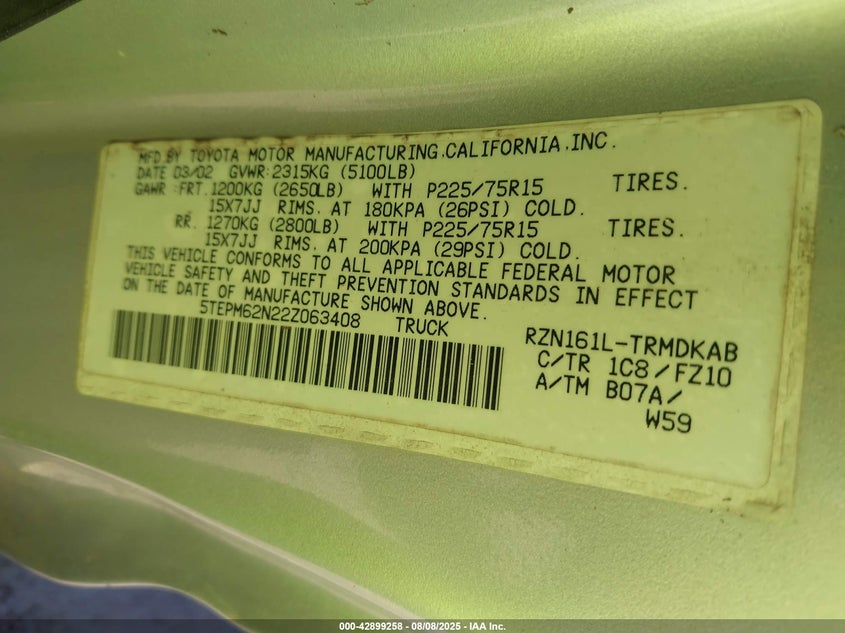 MFD BY TOYOTA MOTOR MANUFACTURING,CALIFORNIA,INC.
DATE 03/02 GVWR:2315KG (5100LB)
GAWR :FRT.1200KG (2650LB) WITH P225/75R15 TIRES.
15X7JJ RIMS. AT 180KPA (26PSI) COLD.
RR. 1270KG (2800LB) WITH P225/75R15 TIRES.
15X7JJ RIMS. AT 200KPA (29PSI) COLD.
THIS VEHICLE CONFORMS TO ALL APPLICABLE FEDERAL MOTOR
VEHICLE SAFETY AND THEFT PREVENTION STANDARDS IN EFFECT
ON THE DATE OF MANUFACTURE SHOWN ABOVE.
5TEPM62N22Z063408 TRUCK
RZN161L-TRMDKAB
C/TR 1C8/FZ10
A/TM B07A/
W59
000-42899258 - 08/08/2025 - IAA Inc.